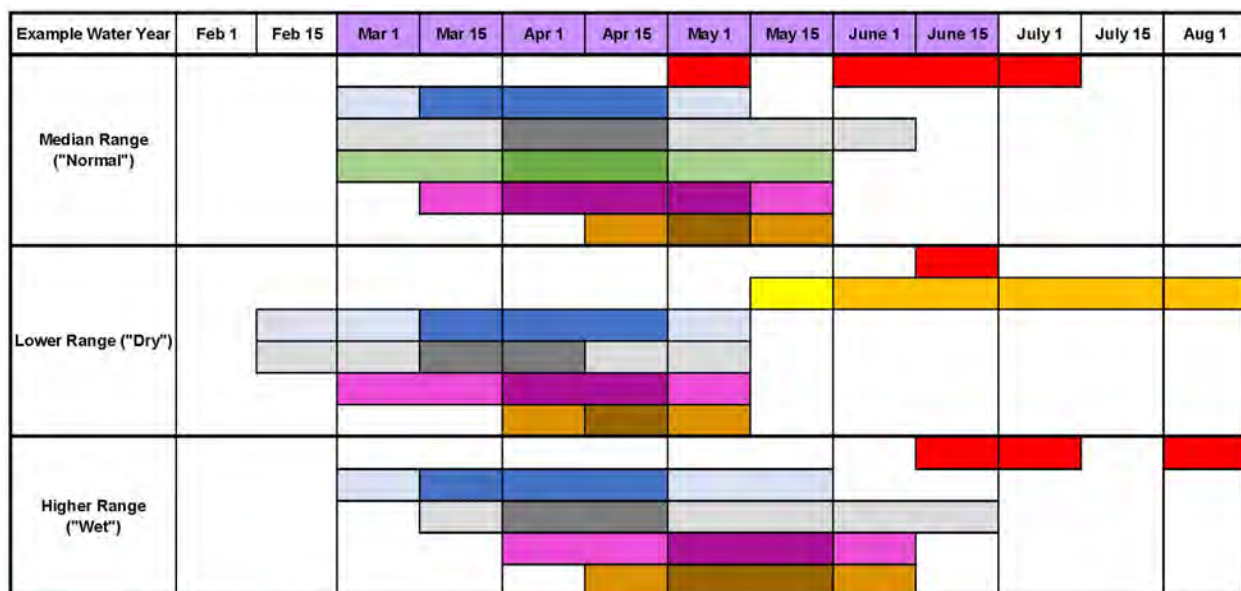 Example Water Year Feb 1 Feb 15 Mar 1 Mar 15 Apr 1 Apr 15 May 1 May 15 June 1 June 15 July 1 July 15 Aug 1
Median Range
("Normal")
Lower Range ("Dry")
Higher Range
("Wet")